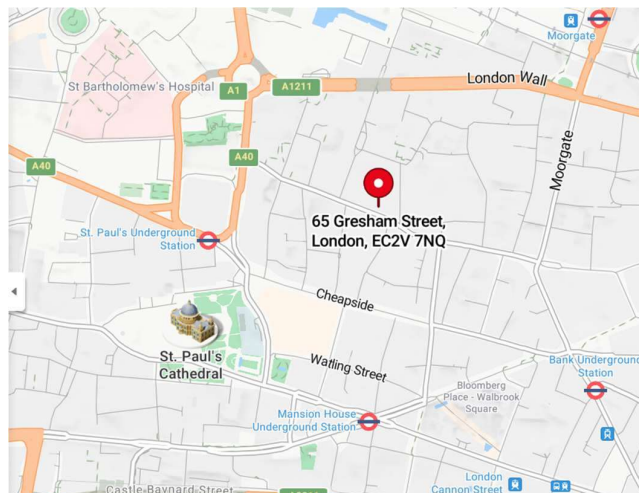 Moorgate
London Wall
St Bartholomew's Hospital
A1
A1211
A40
A40
Moorgate
65 Gresham Street,
London, EC2V 7NQ
St. Paul's Underground
Station
Cheapside
St. Paul's
Cathedral
Watling Street
Bank Underground
Station
Bloomberg
Place - Walbrook
Square
Mansion House
Underground Station
London
Cannon Street
Castle Baynard Street